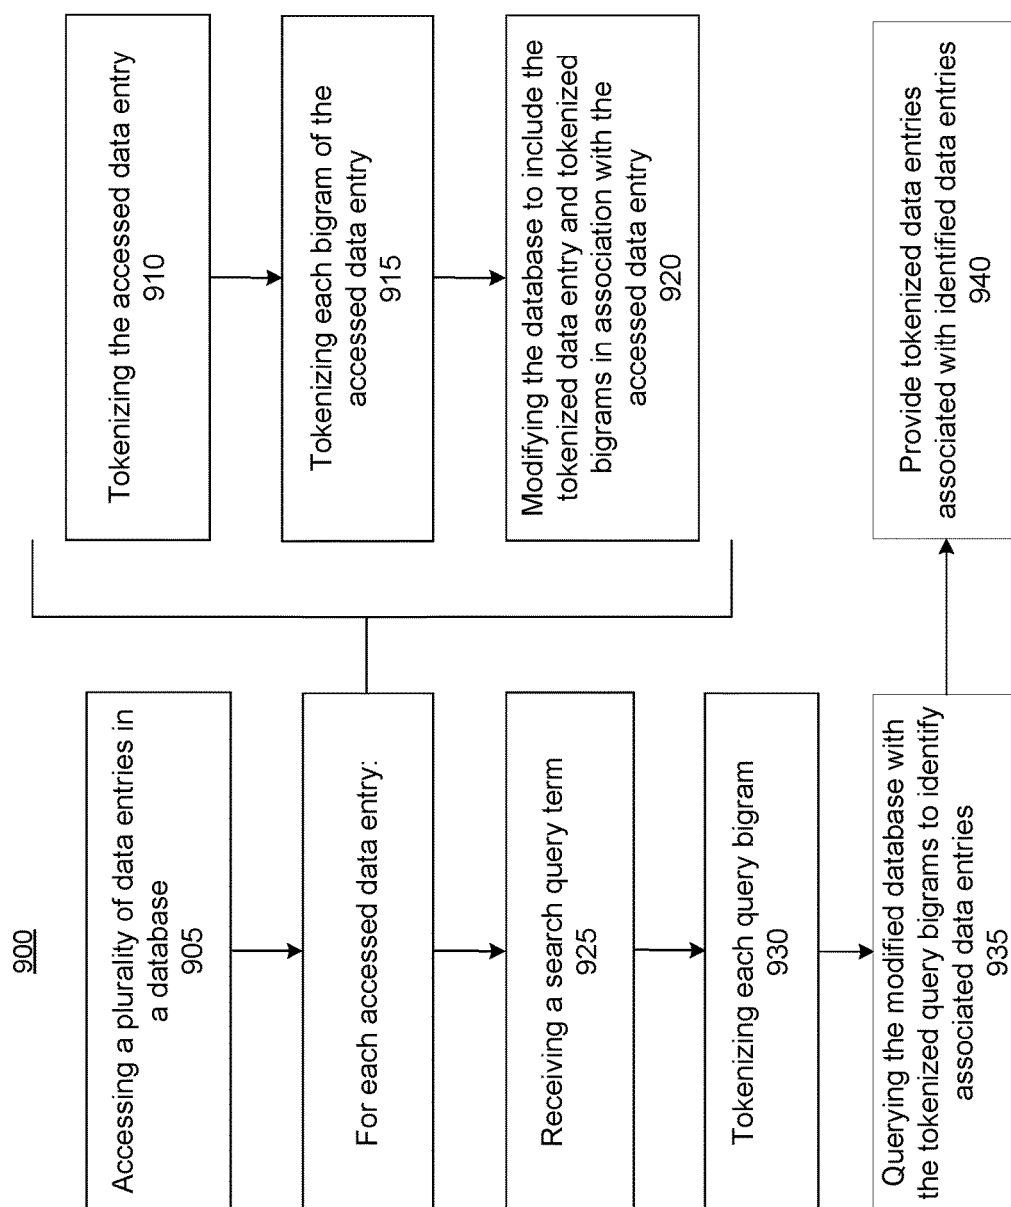 900
Accessing a plurality of data entries in
a database
905
For each accessed data entry:
Tokenizing the accessed data entry
910
Tokenizing each bigram of the
accessed data entry
915
Modifying the database to include the
tokenized data entry and tokenized
bigrams in association with the
accessed data entry
920
Receiving a search query term
925
Tokenizing each query bigram
930
Querying the modified database with
the tokenized query bigrams to identify
associated data entries
935
Provide tokenized data entries
associated with identified data entries
940